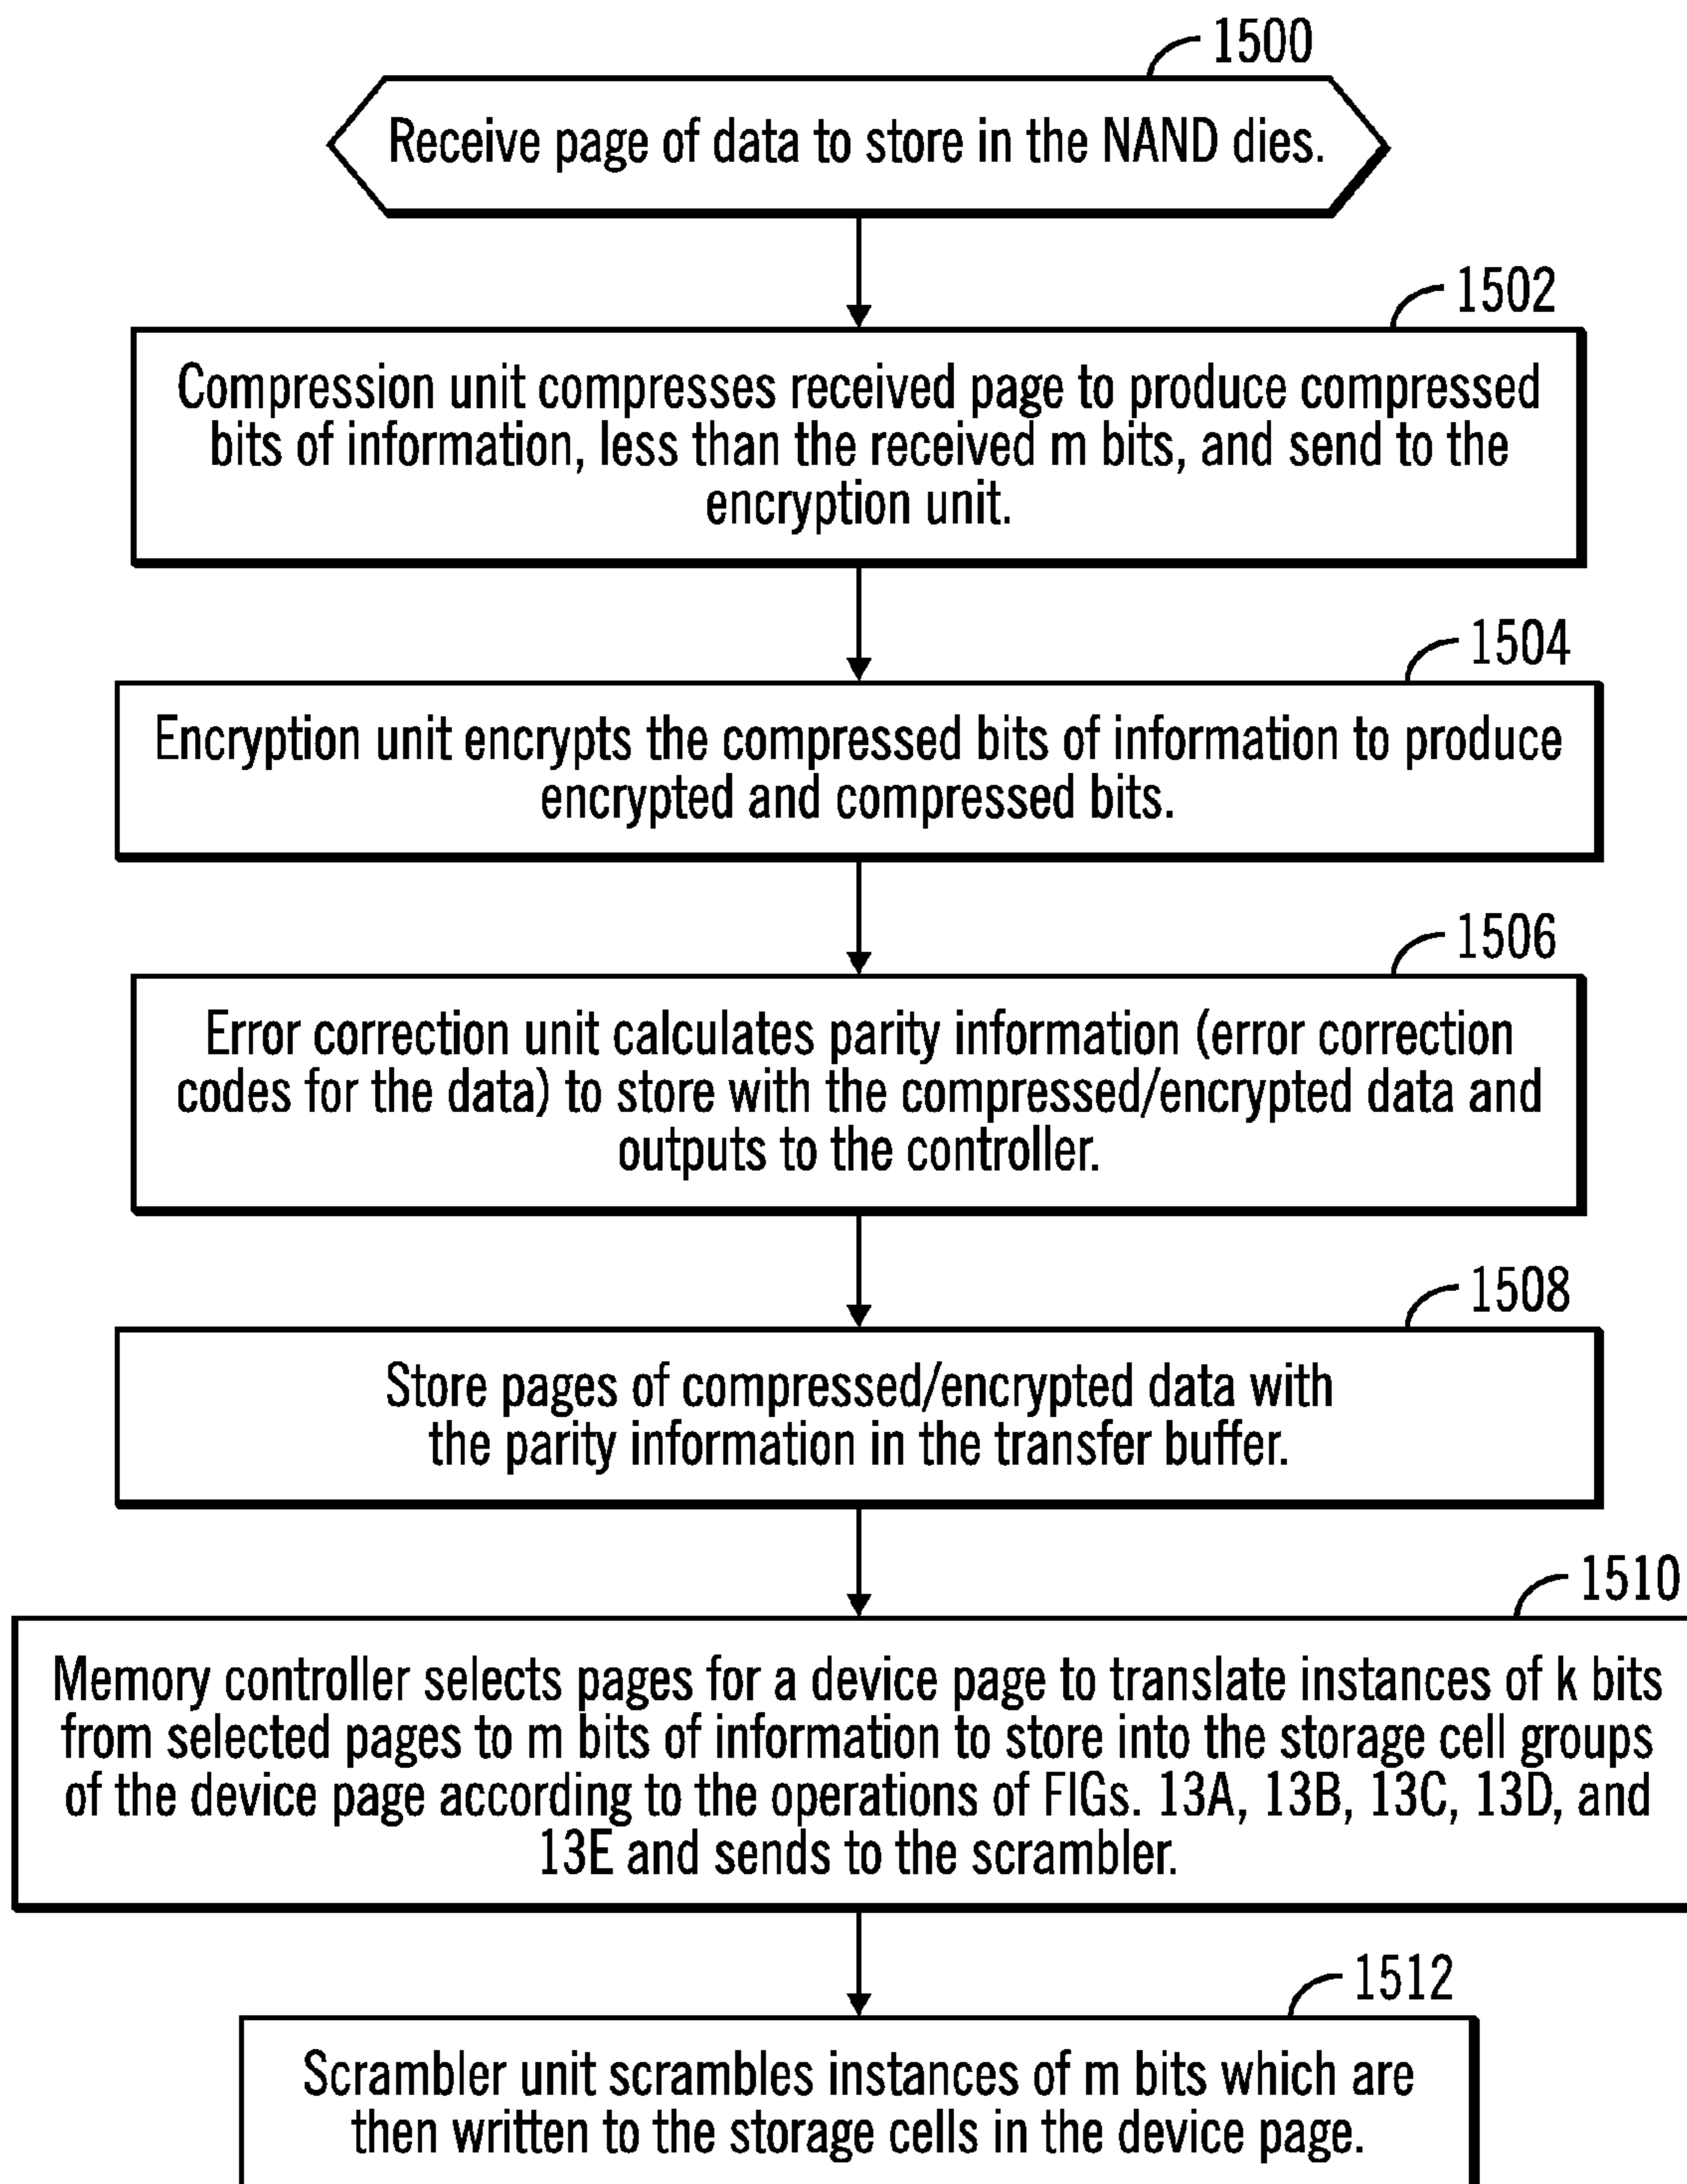 1500
Receive page of data to store in the NAND dies.
1502
Compression unit compresses received page to produce compressed
bits of information, less than the received m bits, and send to the
encryption unit.
1504
Encryption unit encrypts the compressed bits of information to produce
encrypted and compressed bits.
1506
Error correction unit calculates parity information (error correction
codes for the data) to store with the compressed/encrypted data and
outputs to the controller.
1508
Store pages of compressed/encrypted data with
the parity information in the transfer buffer.
1510
Memory controller selects pages for a device page to translate instances of k bits
from selected pages to m bits of information to store into the storage cell groups
of the device page according to the operations of FIGs. 13A, 13B, 13C, 13D, and
13E and sends to the scrambler.
1512
Scrambler unit scrambles instances of m bits which are
then written to the storage cells in the device page.